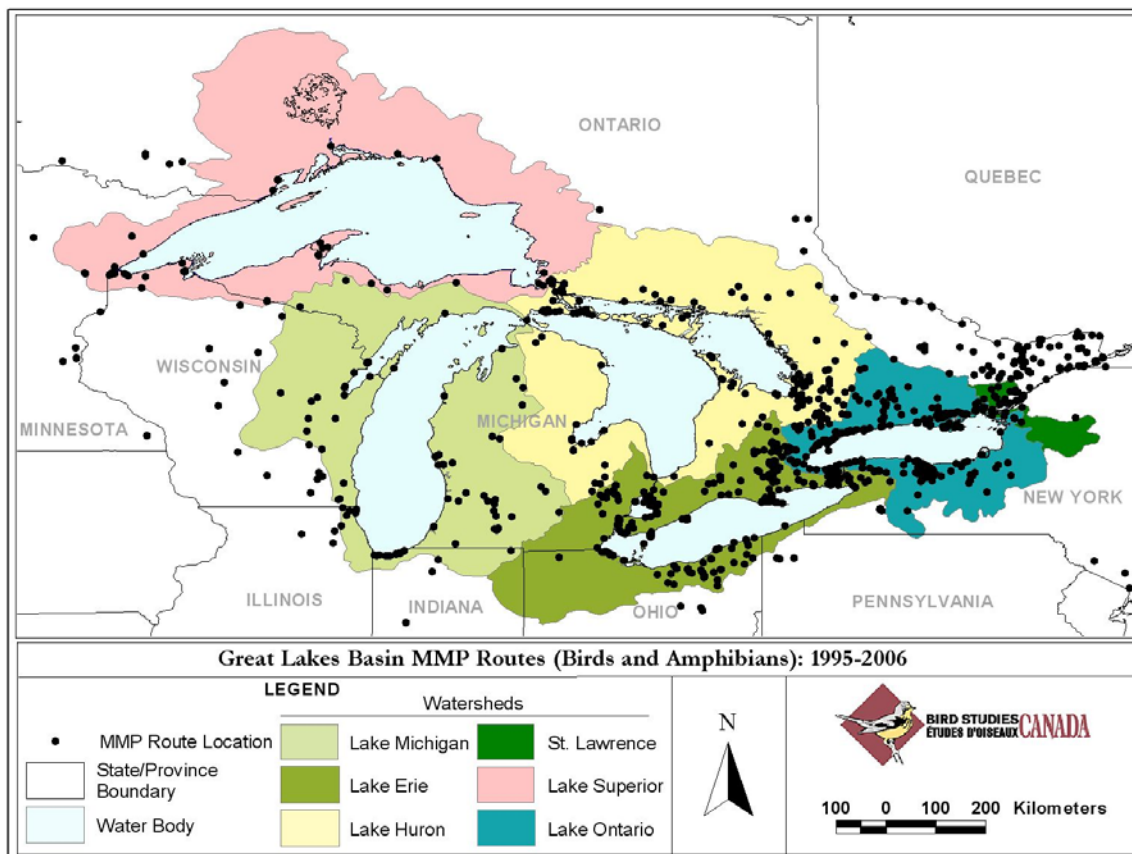 ONTARIO
QUEBEC
WISCONSIN
MINNESOTA
MICHIGAN
NEW YORK
ILLINOIS
INDIANA
OHIO
PENNSYLVANIA
Great Lakes Basin MMP Routes (Birds and Amphibians): 1995-2006
LEGEND
MMP Route Location
State/Province
Boundary
Water Body
Watersheds
Lake Michigan
Lake Erie
Lake Huron
St. Lawrence
Lake Superior
Lake Ontario
N
BIRD STUDIES
ÉTUDES D'OISEAUX CANADA
100 0 100 200 Kilometers